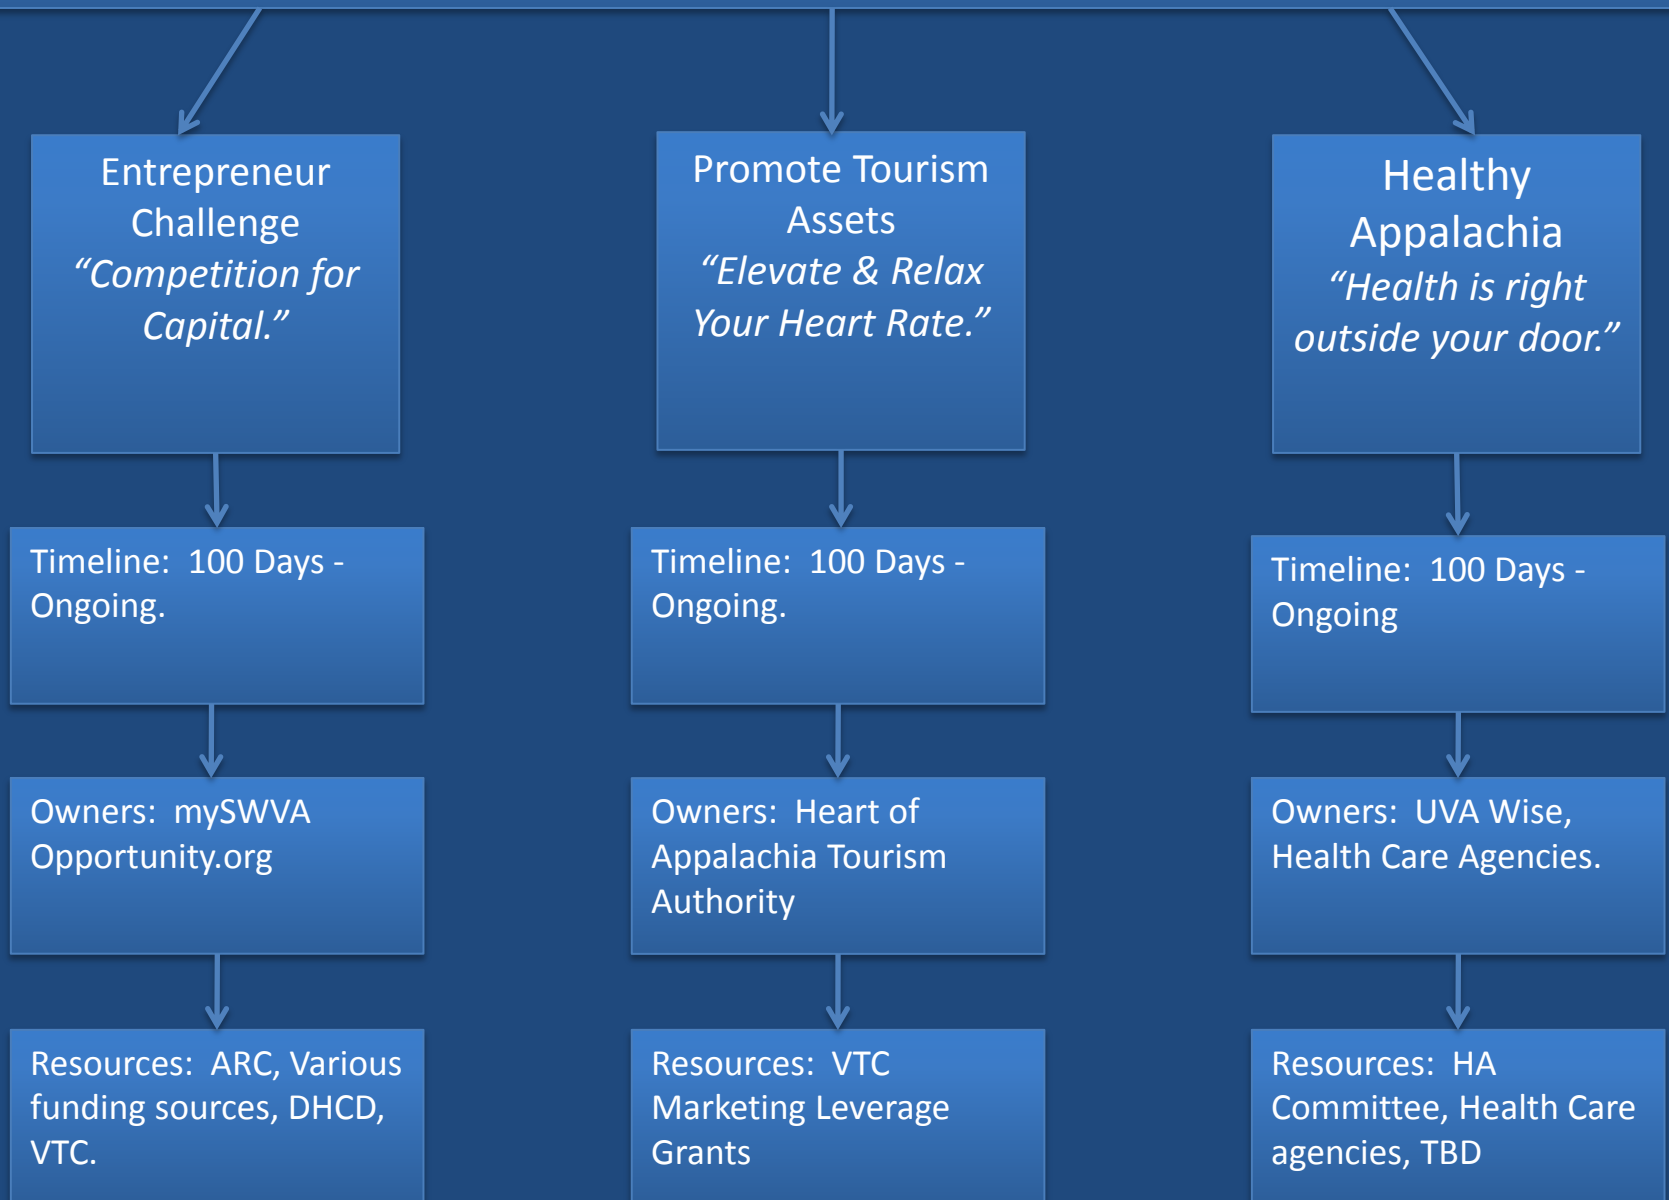 Entrepreneur
Challenge
“Competition for
Capital.”
Timeline:  100 Days -
Ongoing.
Owners:  mySWVA
Opportunity.org
Resources:  ARC, Various
funding sources, DHCD,
VTC.
Promote Tourism
Assets
“Elevate & Relax
Your Heart Rate.”
Timeline:  100 Days -
Ongoing.
Owners:  Heart of
Appalachia Tourism
Authority
Resources:  VTC
Marketing Leverage
Grants
Healthy
Appalachia
“Health is right
outside your door.”
Timeline:  100 Days -
Ongoing
Owners:  UVA Wise,
Health Care Agencies.
Resources:  HA
Committee, Health Care
agencies, TBD